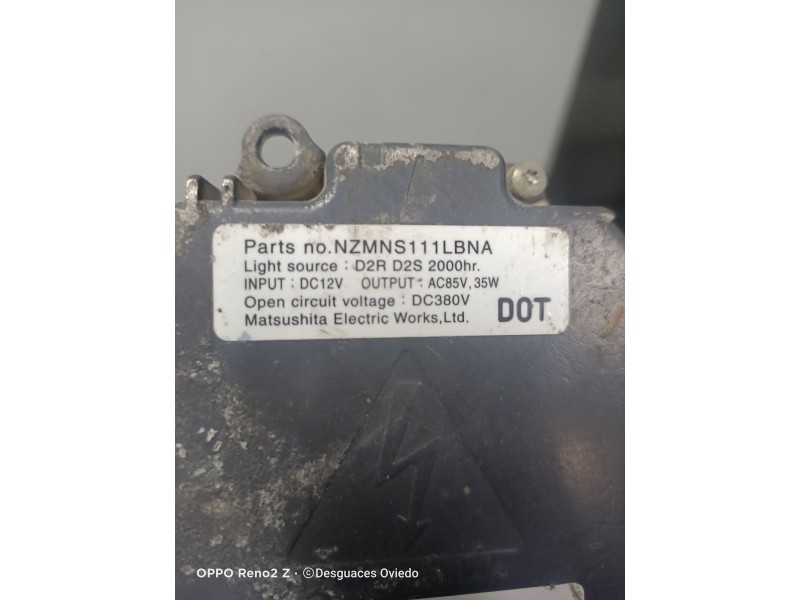 Parts no.NZMNS111LBNA
Light source : D2R D2S 2000hr.
INPUT : DC12V OUTPUT : AC85V, 35W
Open circuit voltage : DC380V
Matsushita Electric Works,Ltd. DOT
OPPO Reno2 Z · ©Desguaces Oviedo